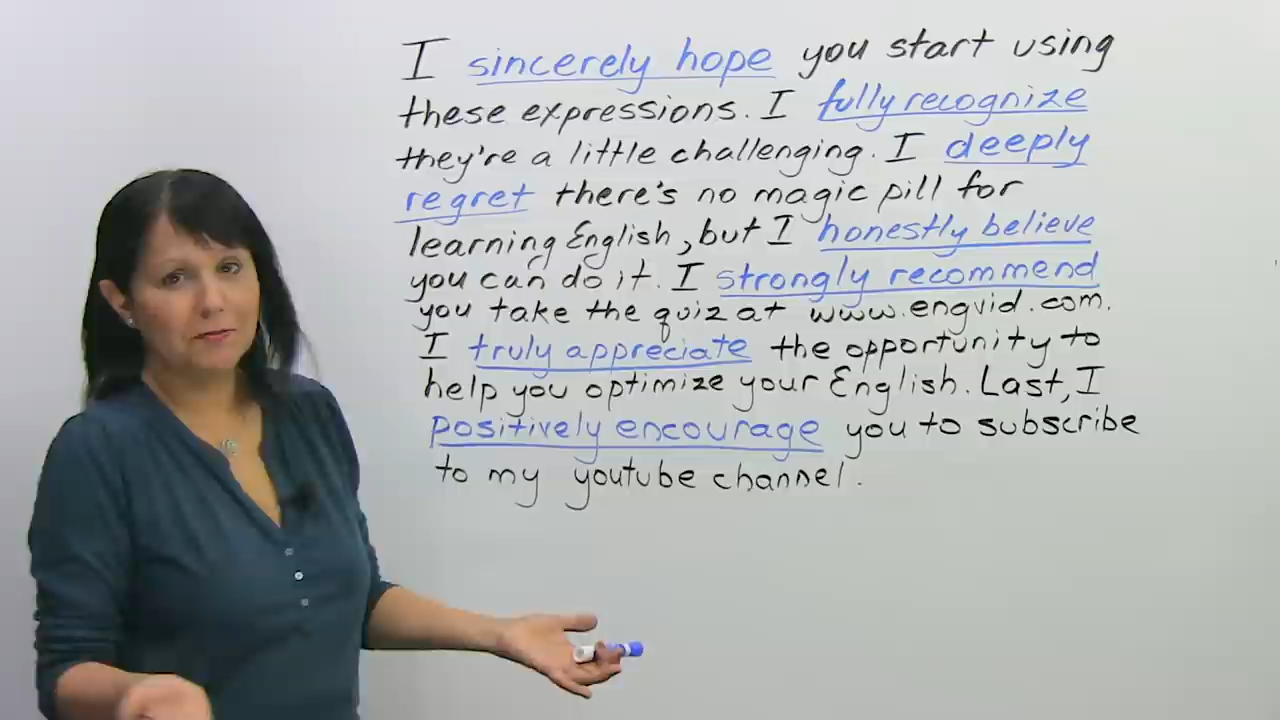 I sincerely hope you start using
these expressions. I fully recognize
they're a little challenging. I deeply
regret there's no magic pill for
learning English, but I honestly believe
you can do it. I strongly recommend
you take the quiz at www.engvid.com.
I truly appreciate the opportunity to
help you optimize your English. Last, I
positively encourage you to subscribe
to my youtube channel.